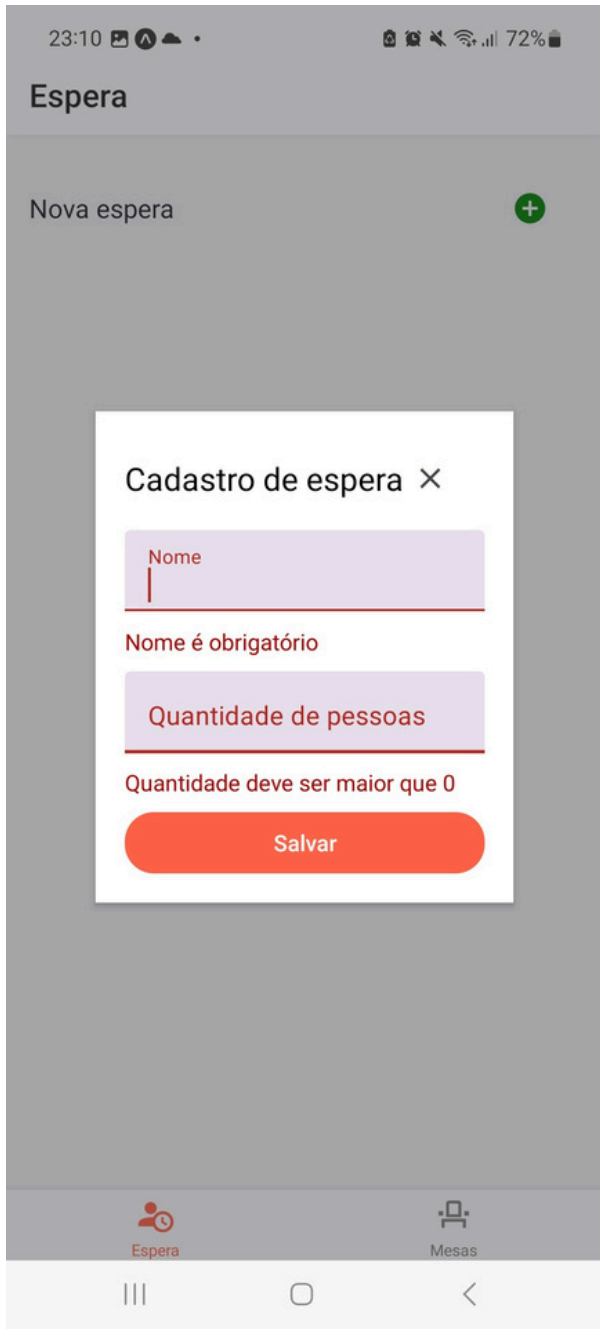 23:10
72%
Espera
Nova espera
Cadastro de espera
Nome
Nome é obrigatório
Quantidade de pessoas
Quantidade deve ser maior que 0
Salvar
Espera
Mesas